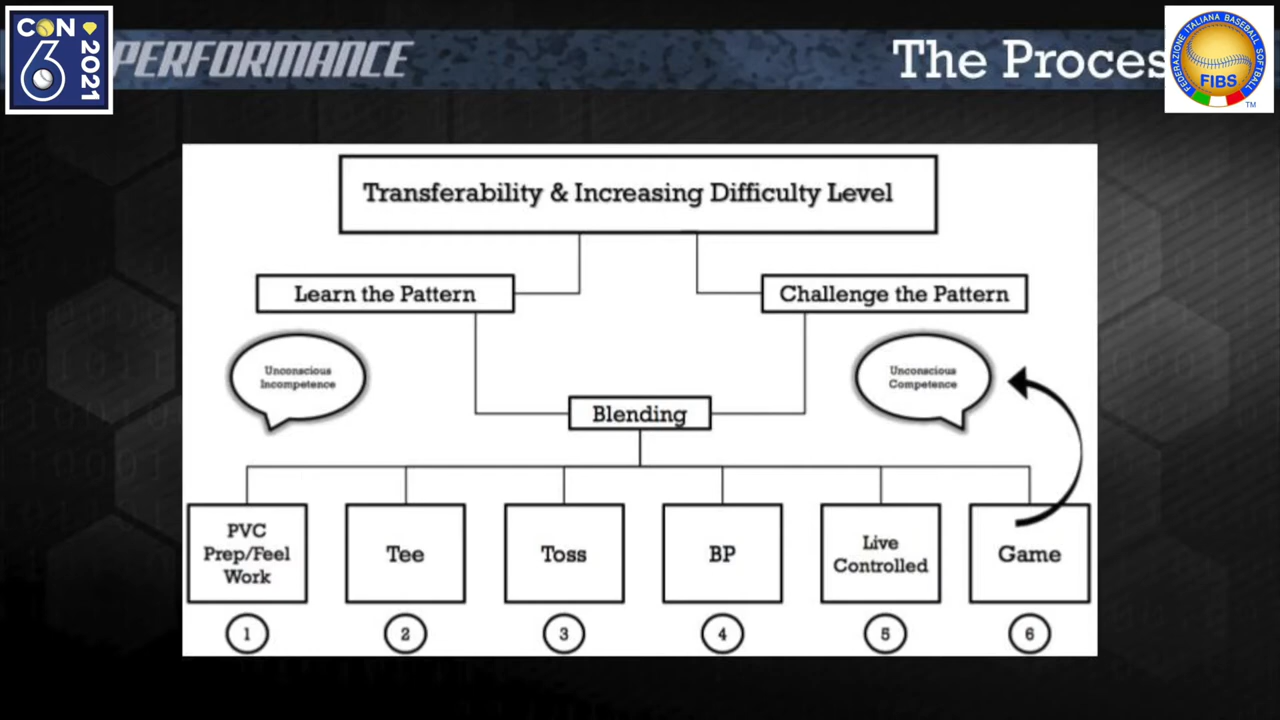 CON
6
2021
PERFORMANCE
The Proces
FEDERAZIONE ITALIANA BASEBALL SOFTBALL
FIBS
TM
Transferability & Increasing Difficulty Level
Learn the Pattern
Challenge the Pattern
Unconscious
Incompetence
Unconscious
Competence
Blending
PVC
Prep/Feel
Work
Tee
Toss
BP
Live
Controlled
Game
1
2
3
4
5
6